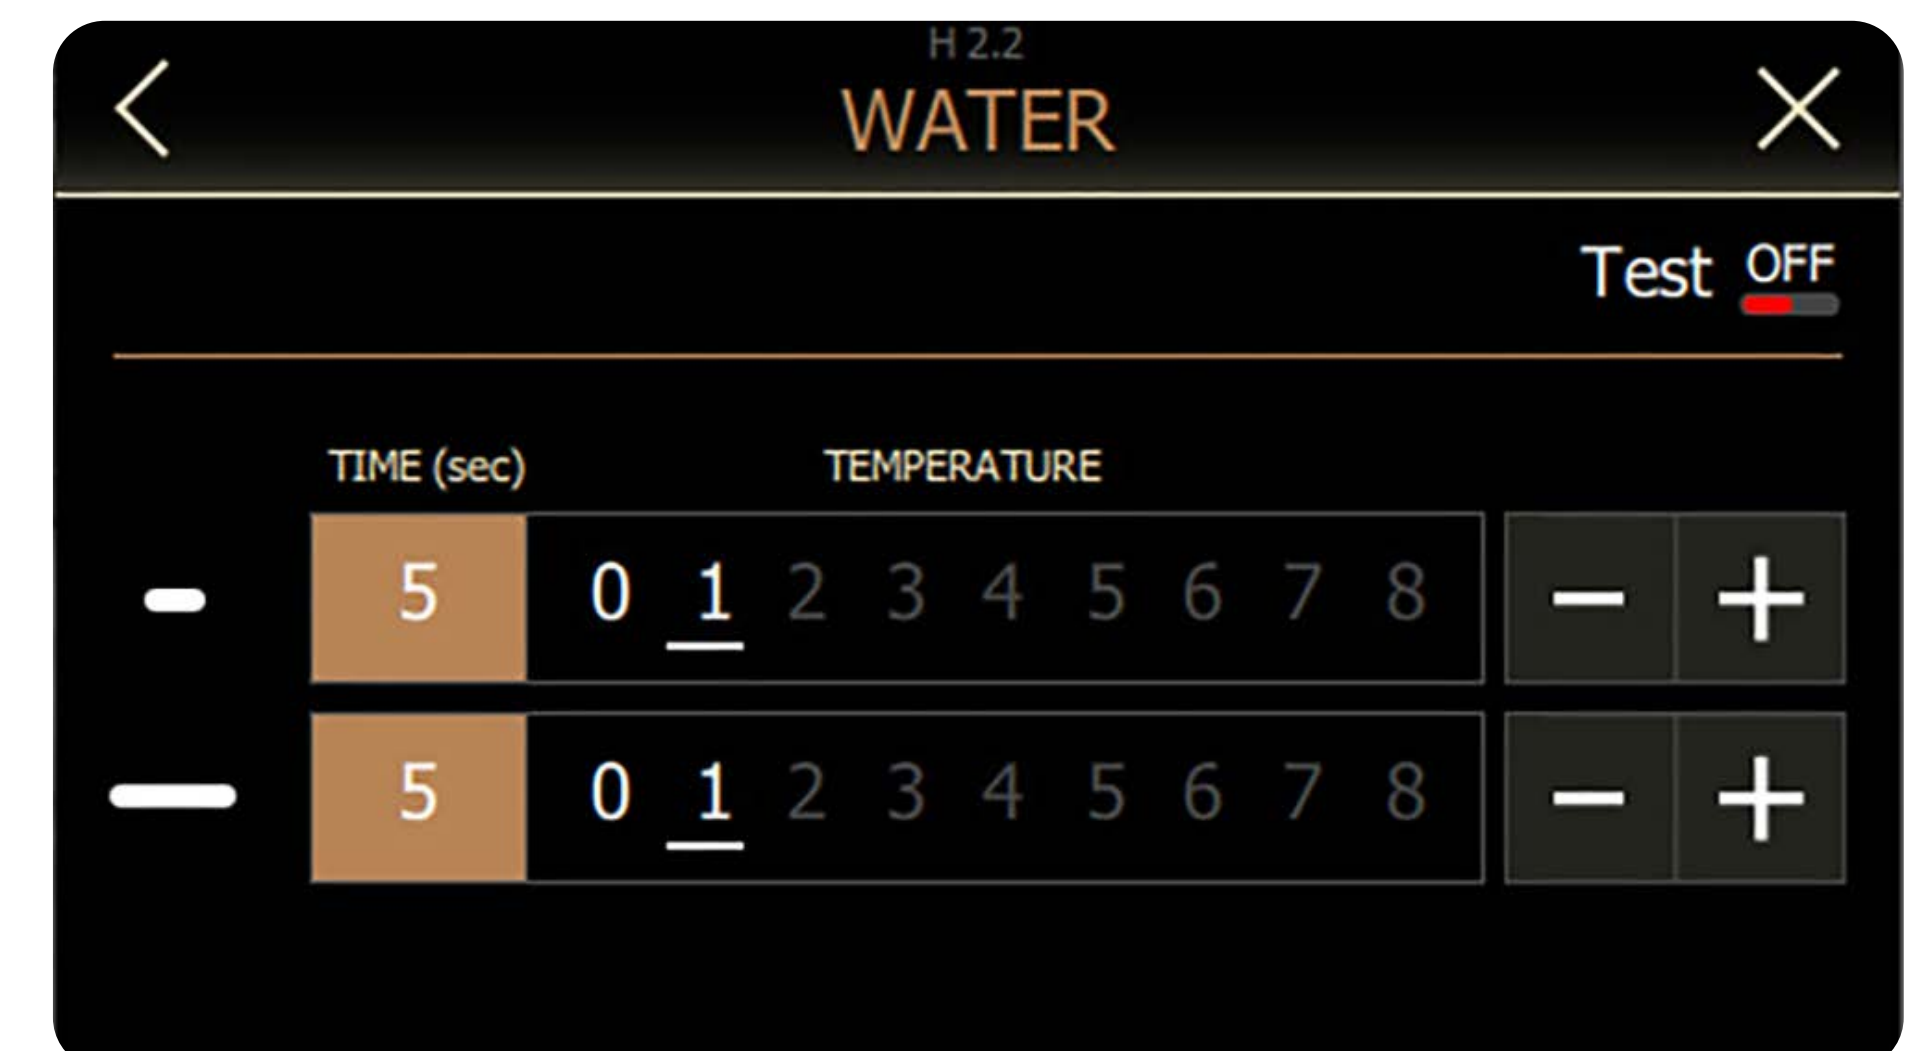 H 2.2
WATER
Test OFF
TIME (sec) TEMPERATURE
5 0 1 2 3 4 5 6 7 8
5 0 1 2 3 4 5 6 7 8